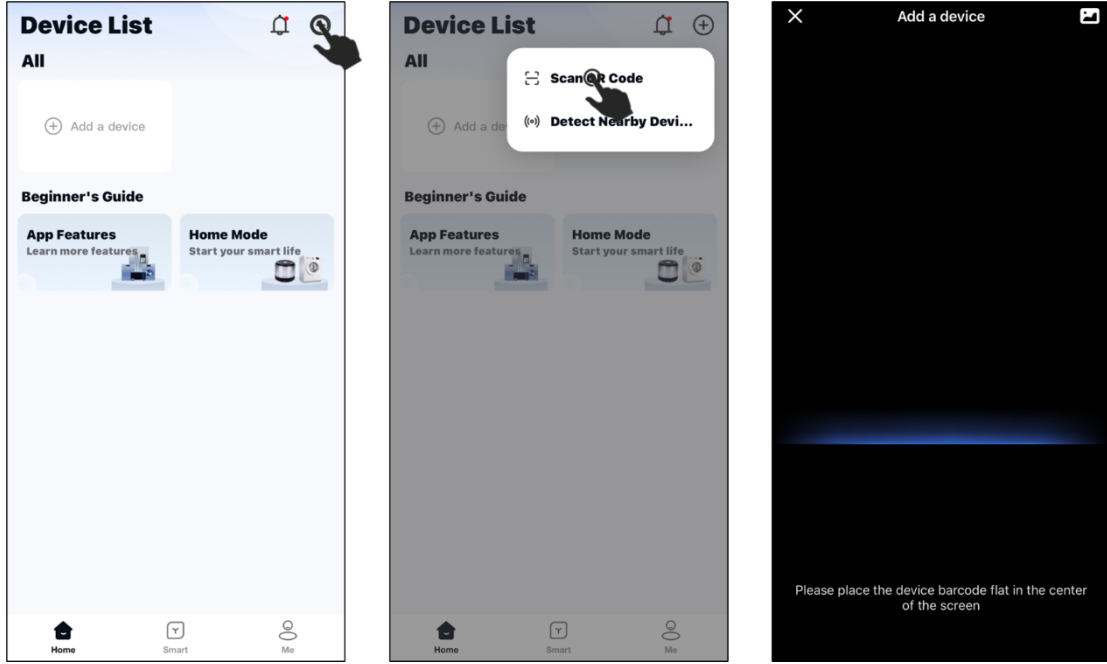 Device List
All
Add a device
Beginner's Guide
App Features
Learn more features
Home Mode
Start your smart life
Home
Smart
Me
Device List
All
Scan QR Code
Add a de
Detect Nearby Devi...
Beginner's Guide
App Features
Learn more features
Home Mode
Start your smart life
Home
Smart
Me
Add a device
Please place the device barcode flat in the center
of the screen